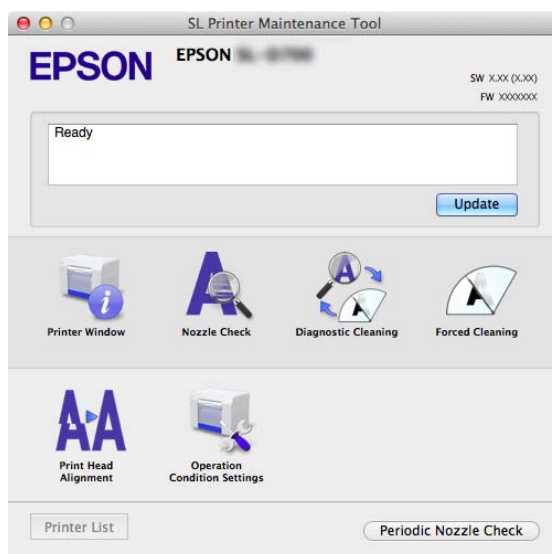 SL Printer Maintenance Tool
EPSON
EPSON
SW X.XX (X.XX)
FW XXXXXXX
Ready
Update
Printer Window
Nozzle Check
Diagnostic Cleaning
Forced Cleaning
Print Head
Alignment
Operation
Condition Settings
Printer List
Periodic Nozzle Check